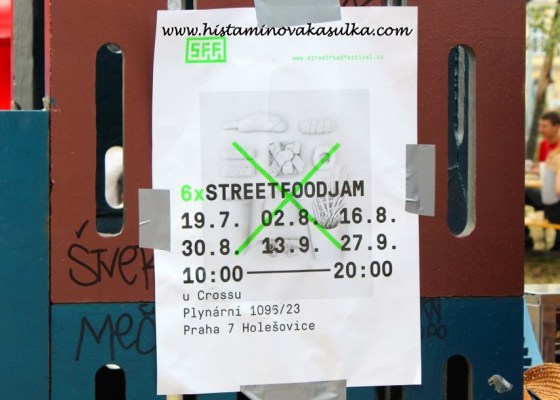 www.histaminovakasulka.com
SFF
www.streetfoodfestival.cz
6xSTREETFOODJAM
19.7. 02.8. 16.8.
30.8. 13.9. 27.9.
10:00 20:00
u Crossu
Plynární 1096/23
Praha 7 Holešovice